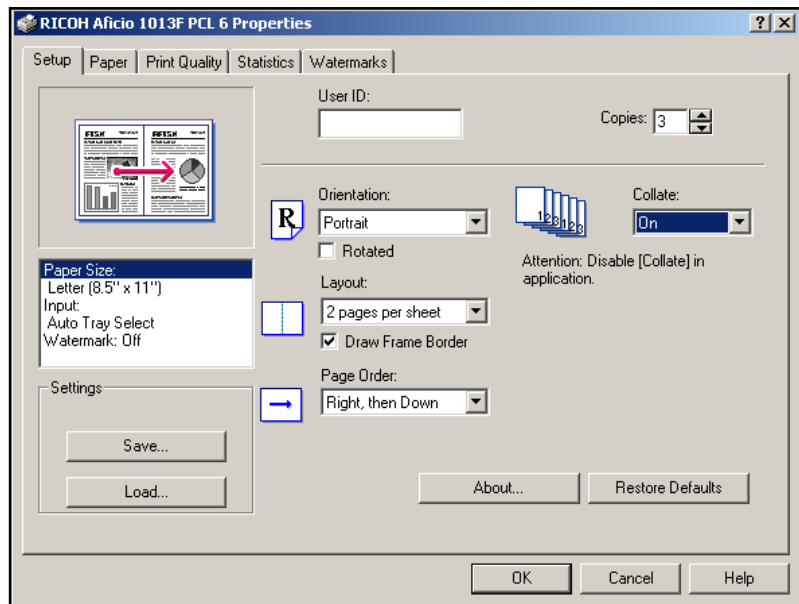 RICOH Aficio 1013F PCL 6 Properties
Setup
Paper
Print Quality
Statistics
Watermarks
User ID:
Copies: 3
Orientation:
Portrait
Rotated
R
Collate:
On
123123
Attention: Disable [Collate] in
application.
Paper Size:
Letter (8.5" x 11")
Input:
Auto Tray Select
Watermark: Off
Layout:
2 pages per sheet
Draw Frame Border
Page Order:
Right, then Down
Settings
Save...
Load...
About...
Restore Defaults
OK
Cancel
Help